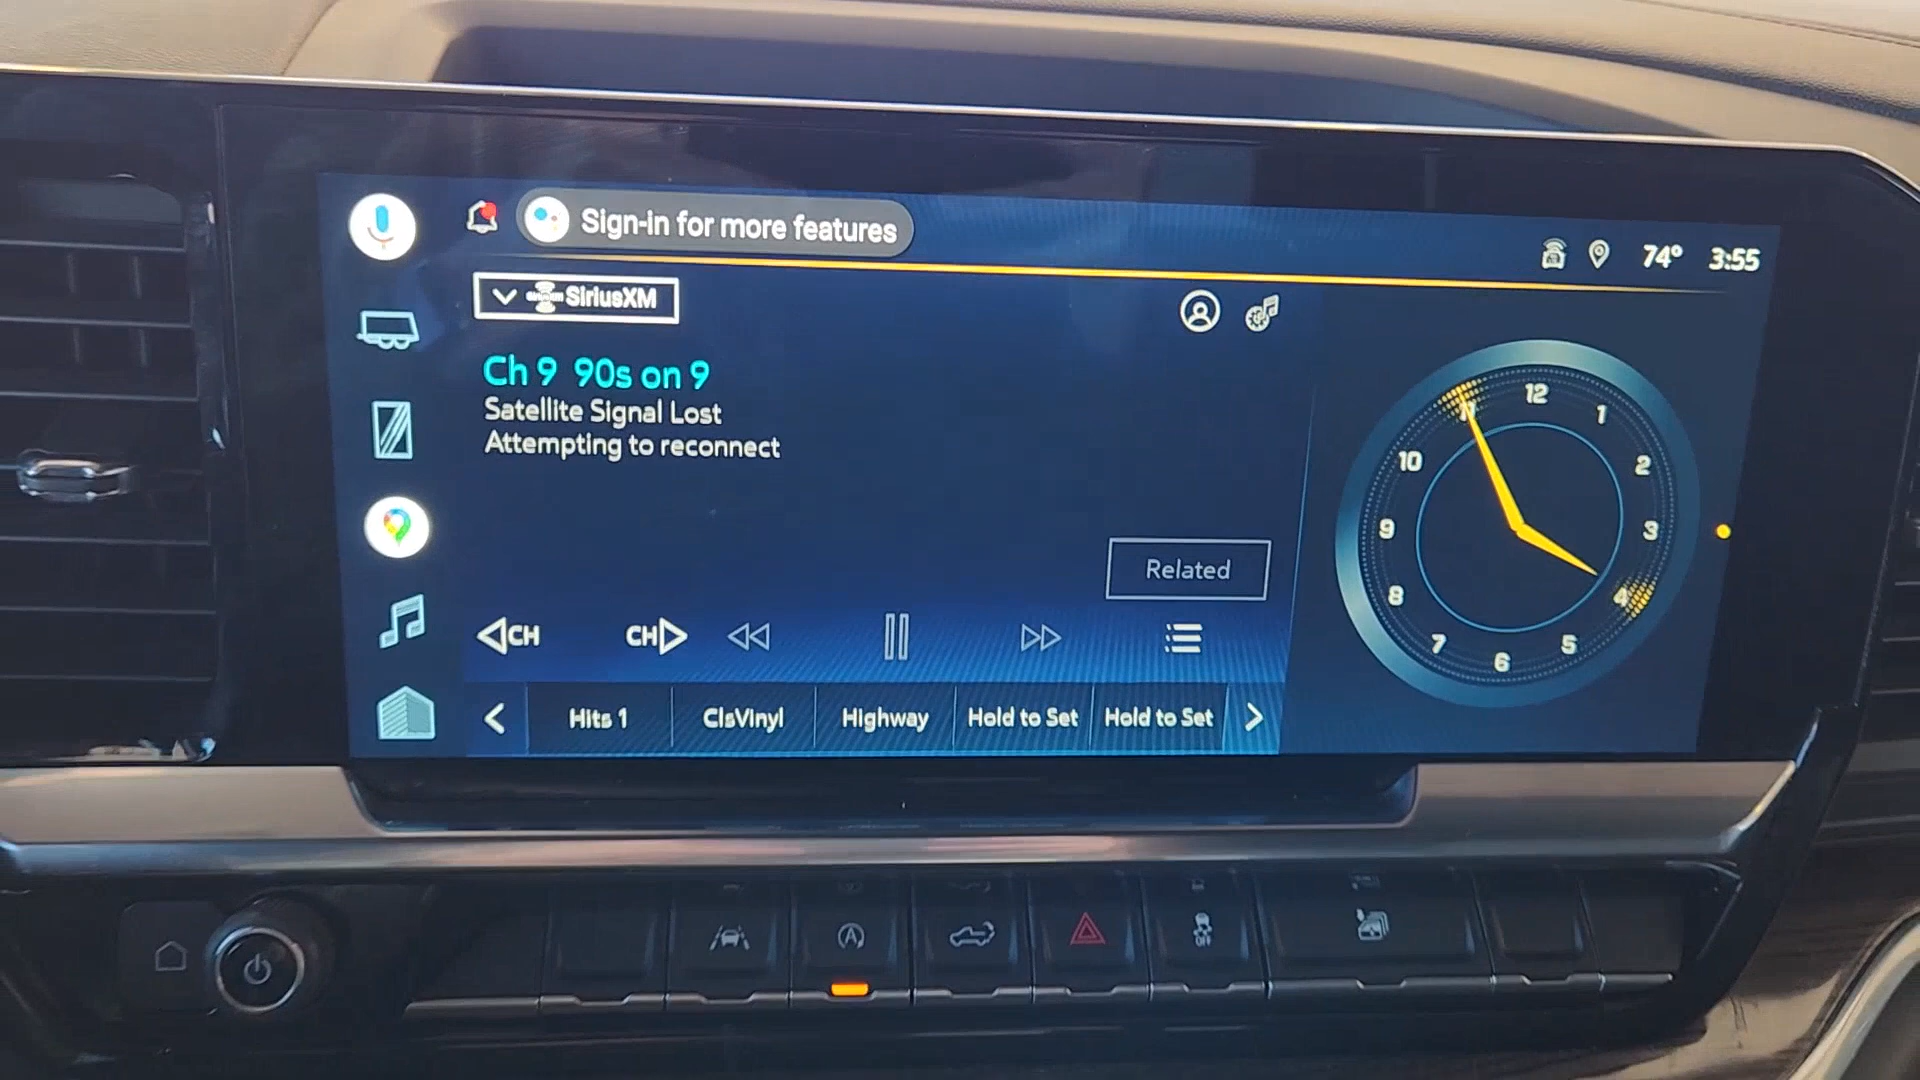 Sign-in for more features
74° 3:55
SiriusXM
Ch 9 90s on 9
Satellite Signal Lost
Attempting to reconnect
Related
CH CH
Hits 1 ClsVinyl Highway Hold to Set Hold to Set
12
11 1
10 2
9 3
8 4
7 5
6
A
OFF